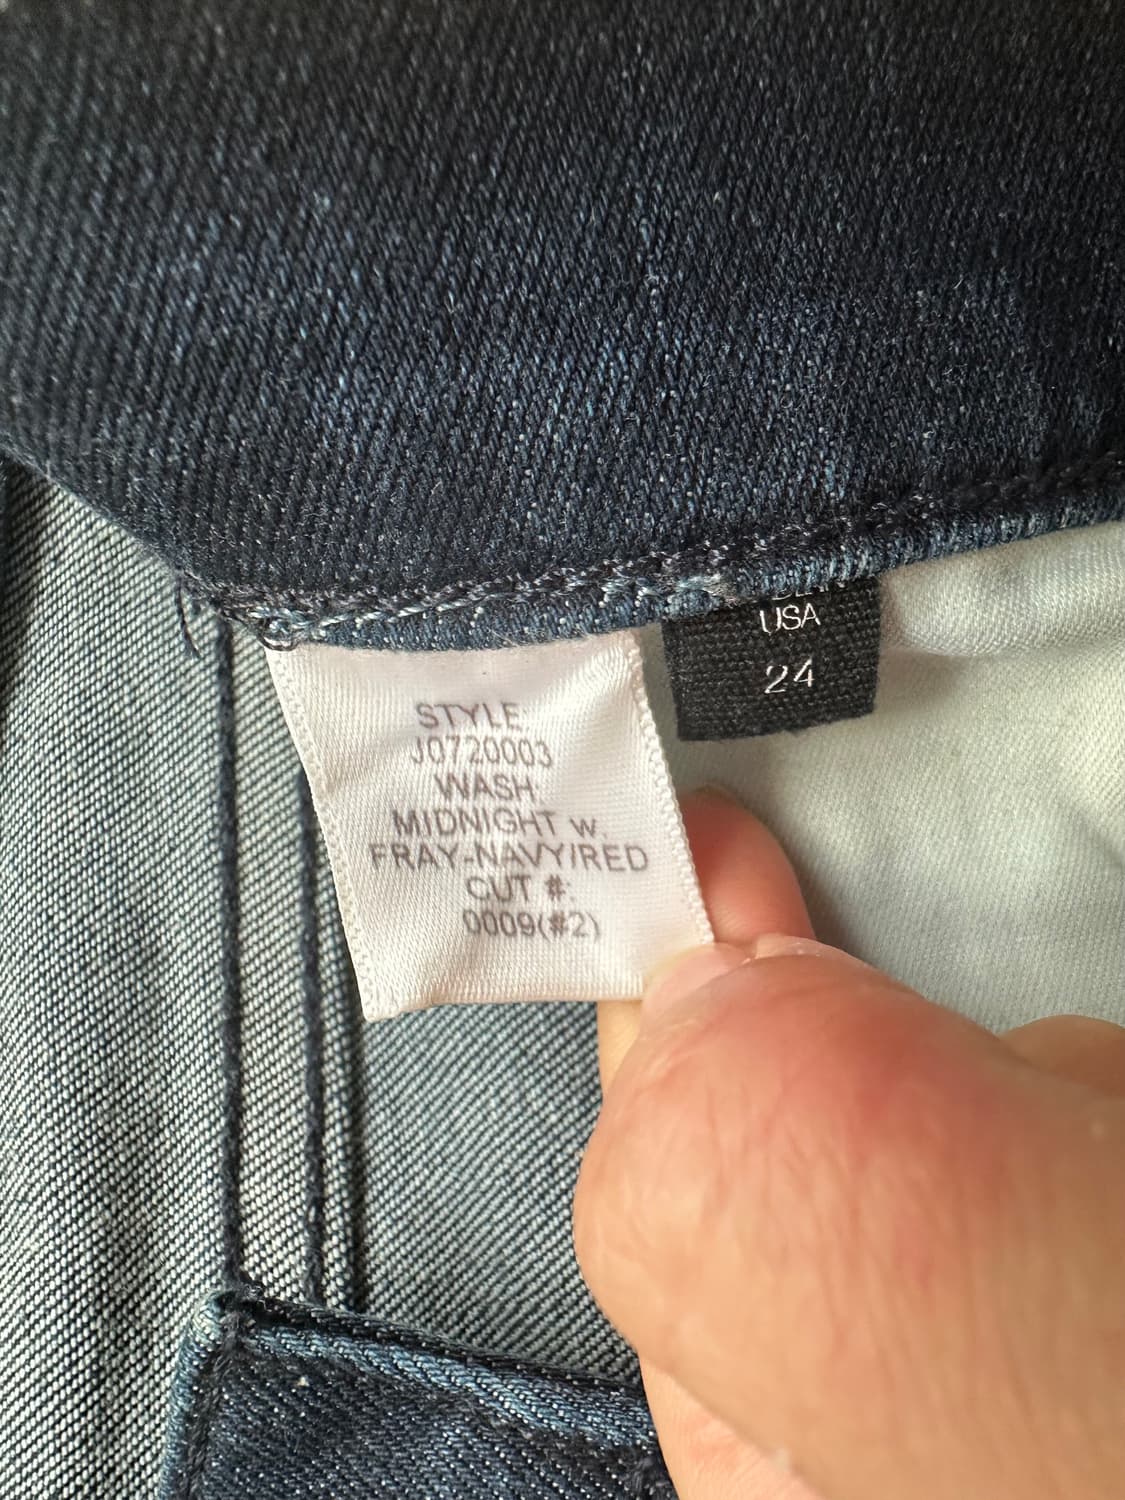 STYLE:
J0720003
WASH:
MIDNIGHT w.
FRAY-NAVY/RED
CUT #:
0009(#2)
USA
24